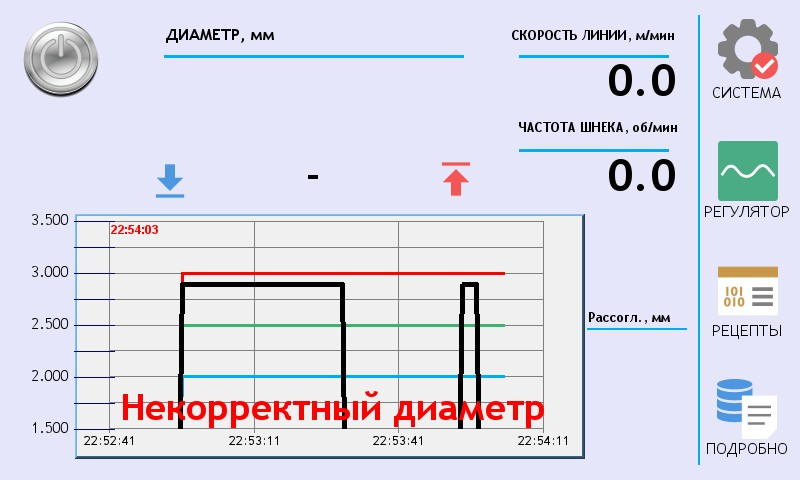 ДИАМЕТР, мм
СКОРОСТЬ ЛИНИИ, м/мин
0.0
СИСТЕМА
ЧАСТОТА ШНЕКА, об/мин
0.0
-
РЕГУЛЯТОР
3.500
22:54:03
3.000
101
010
Рассогл., мм
2.500
РЕЦЕПТЫ
2.000
Некорректный диаметр
1.500
22:52:41 22:53:11 22:53:41 22:54:11
ПОДРОБНО